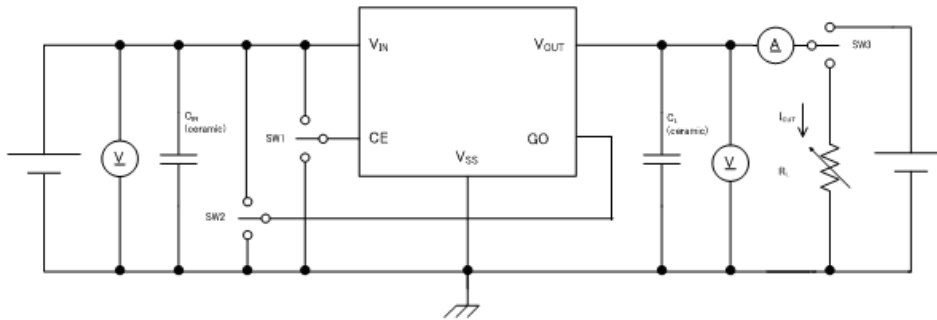 V
V
A
V_IN
V_OUT
CE
GO
V_SS
C_IN
(ceramic)
C_L
(ceramic)
SW1
SW2
SW3
I_OUT
R_L